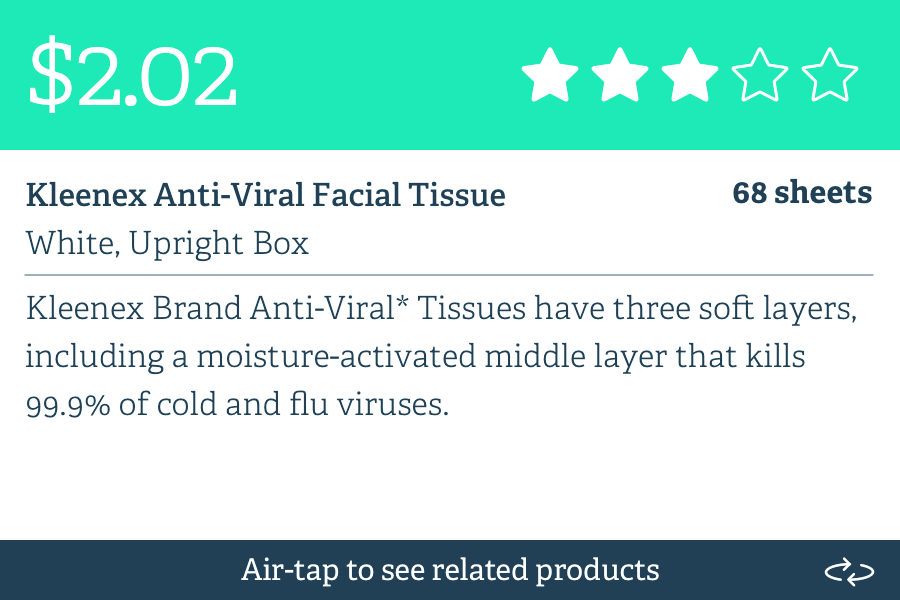 $2.02
Kleenex Anti-Viral Facial Tissue
68 sheets
White, Upright Box
Kleenex Brand Anti-Viral* Tissues have three soft layers,
including a moisture-activated middle layer that kills
99.9% of cold and flu viruses.
Air-tap to see related products